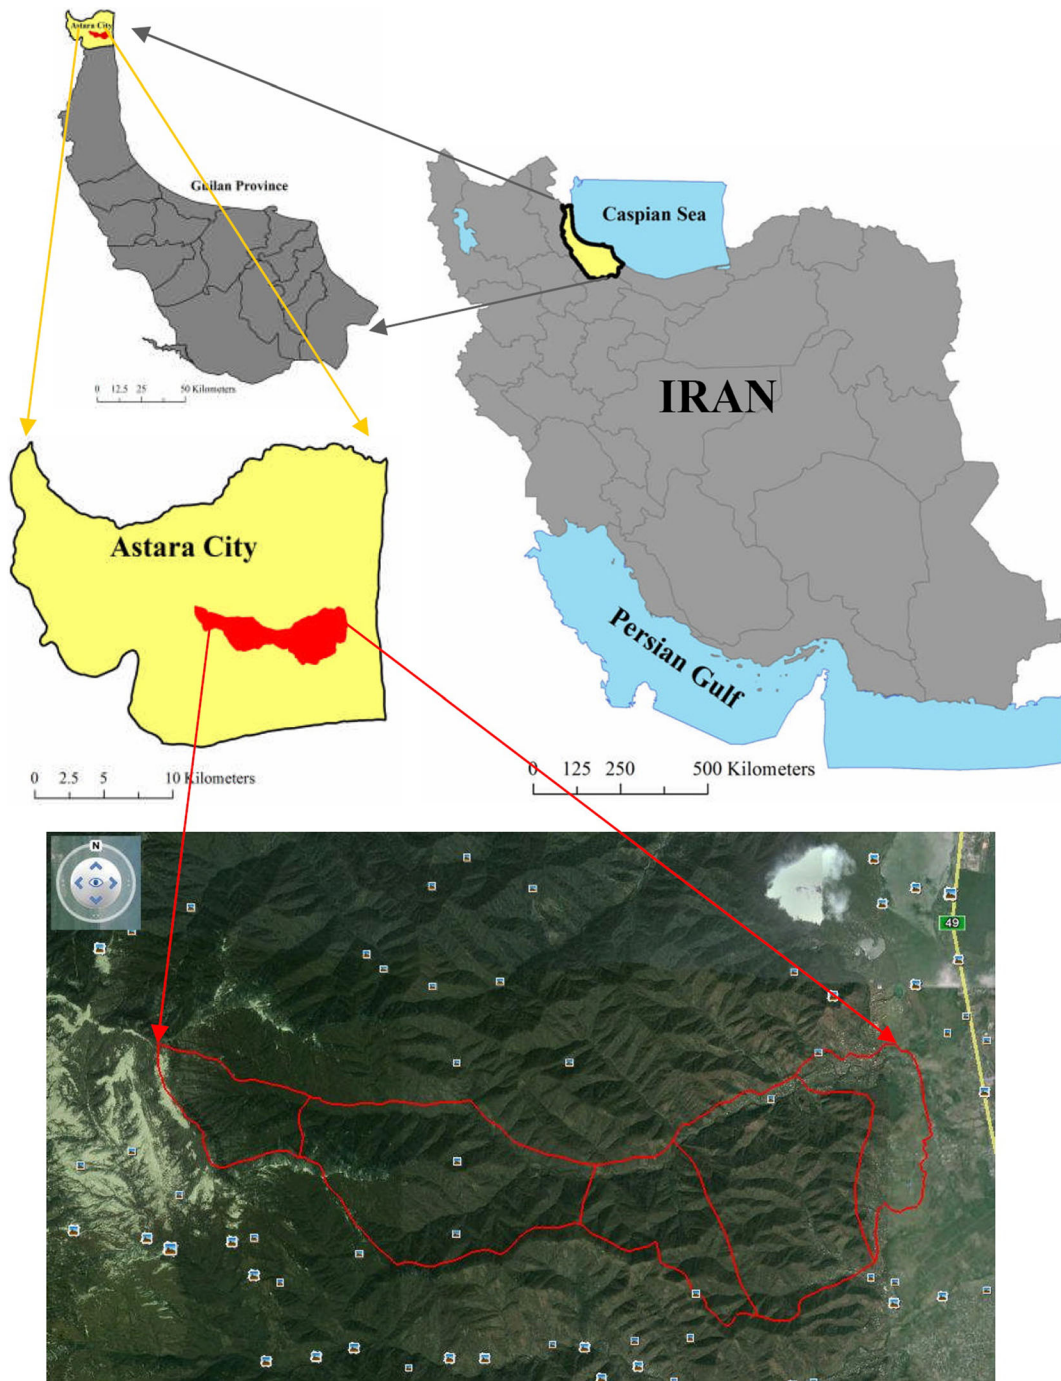 Astara City
Guilan Province
0 12.5 25 50 Kilometers
Caspian Sea
IRAN
Persian Gulf
0 125 250 500 Kilometers
Astara City
0 2.5 5 10 Kilometers
N
49